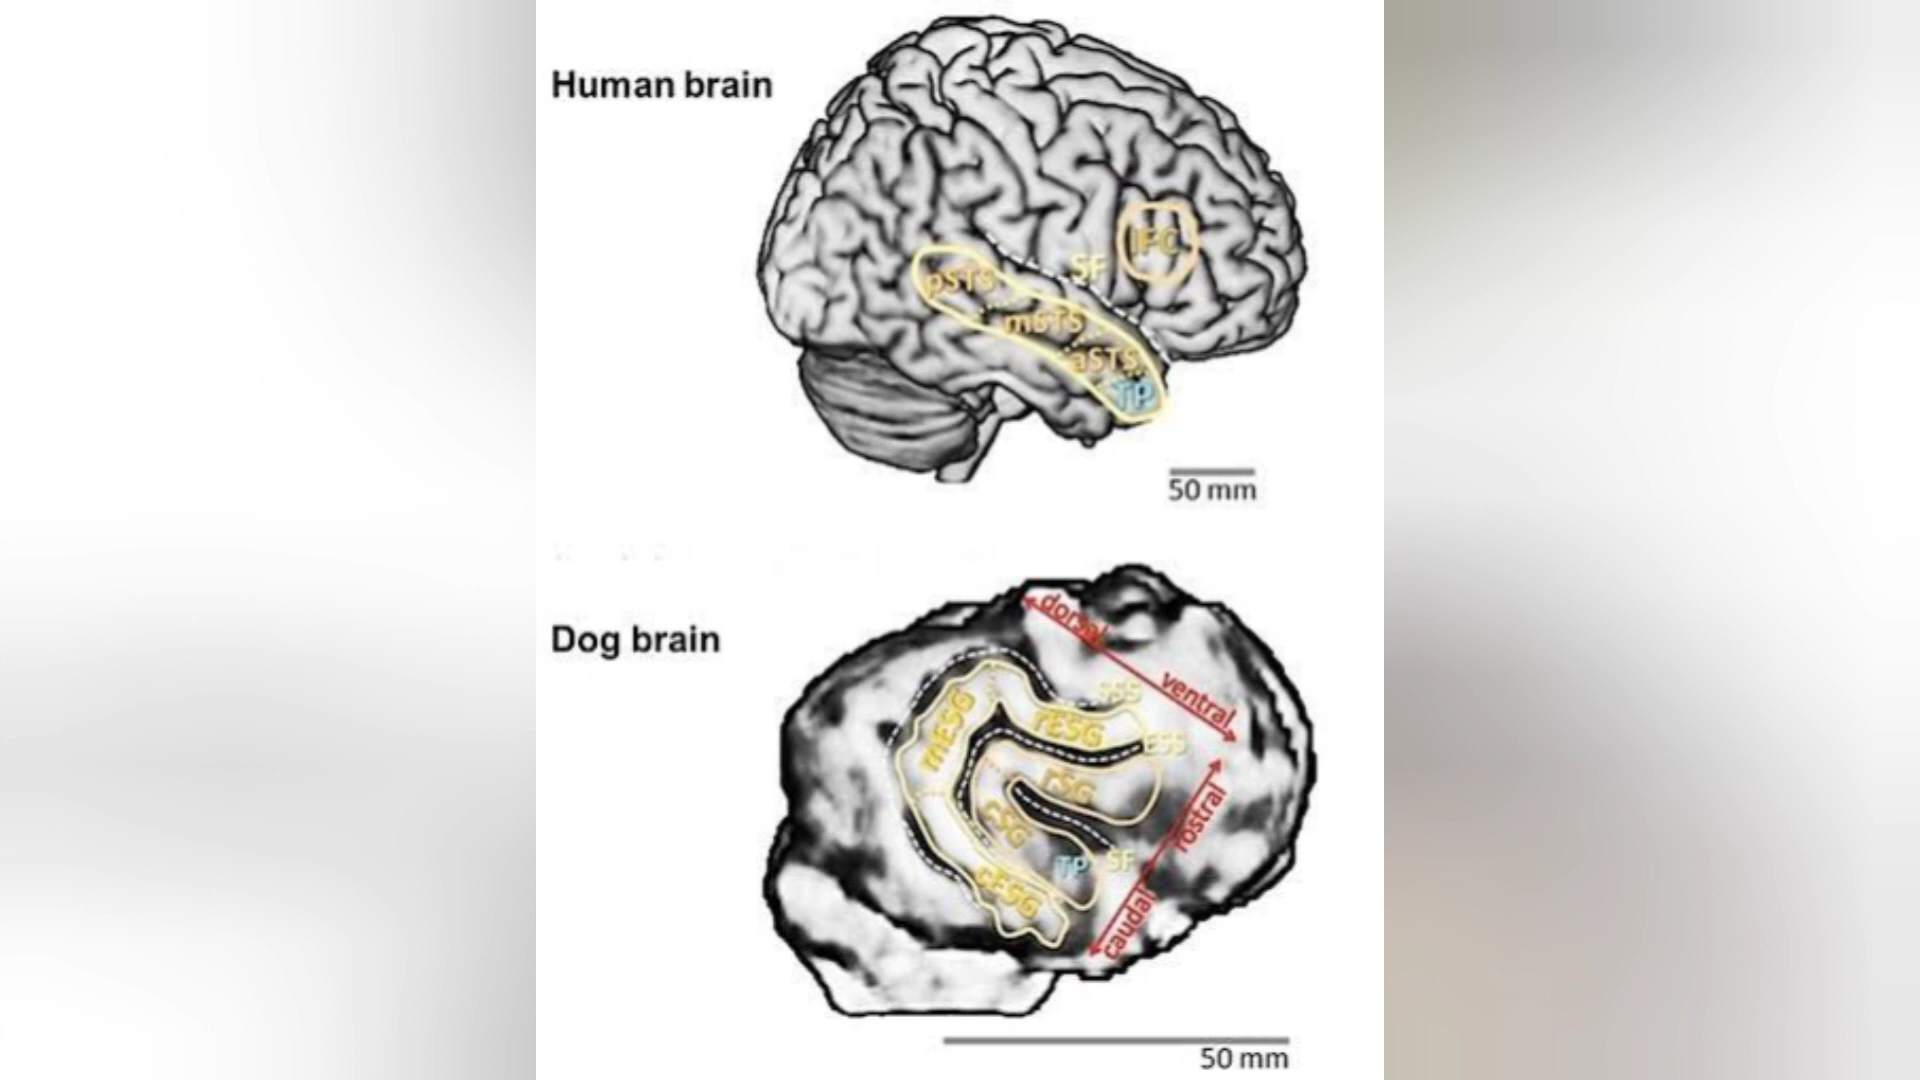 Human brain
IFC
SF
pSTS
mSTS
aSTS
TP
50 mm
Dog brain
dorsal
ventral
SSS
mESG
rESG
ESS
rSG
rostral
cSG
TP
SF
cESG
caudal
50 mm